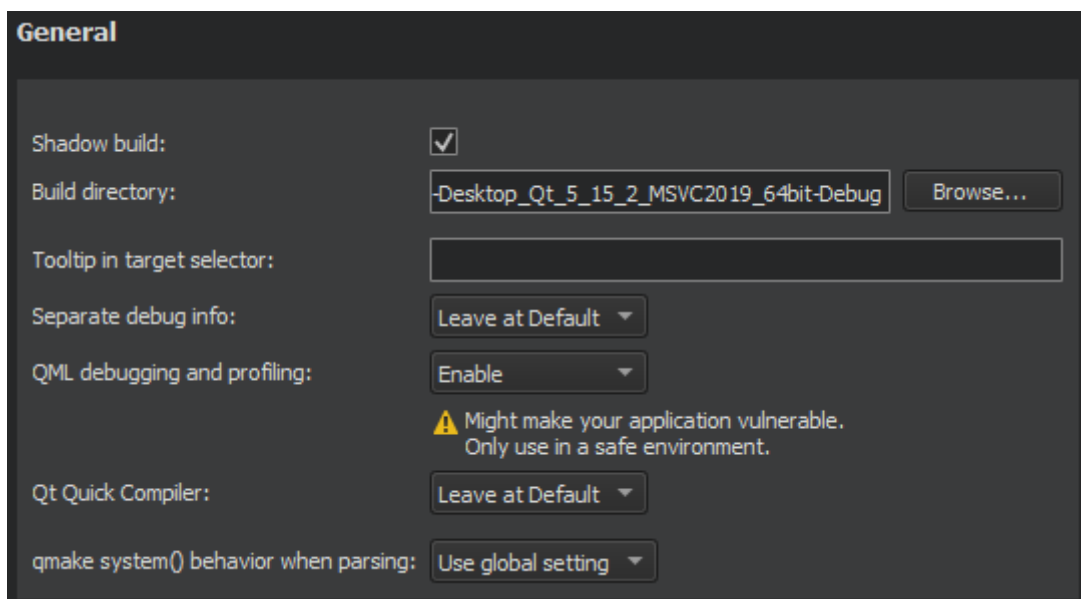 General
Shadow build:
Build directory: -Desktop_Qt_5_15_2_MSVC2019_64bit-Debug Browse...
Tooltip in target selector:
Separate debug info: Leave at Default
QML debugging and profiling: Enable
Might make your application vulnerable.
Only use in a safe environment.
Qt Quick Compiler: Leave at Default
qmake system() behavior when parsing: Use global setting